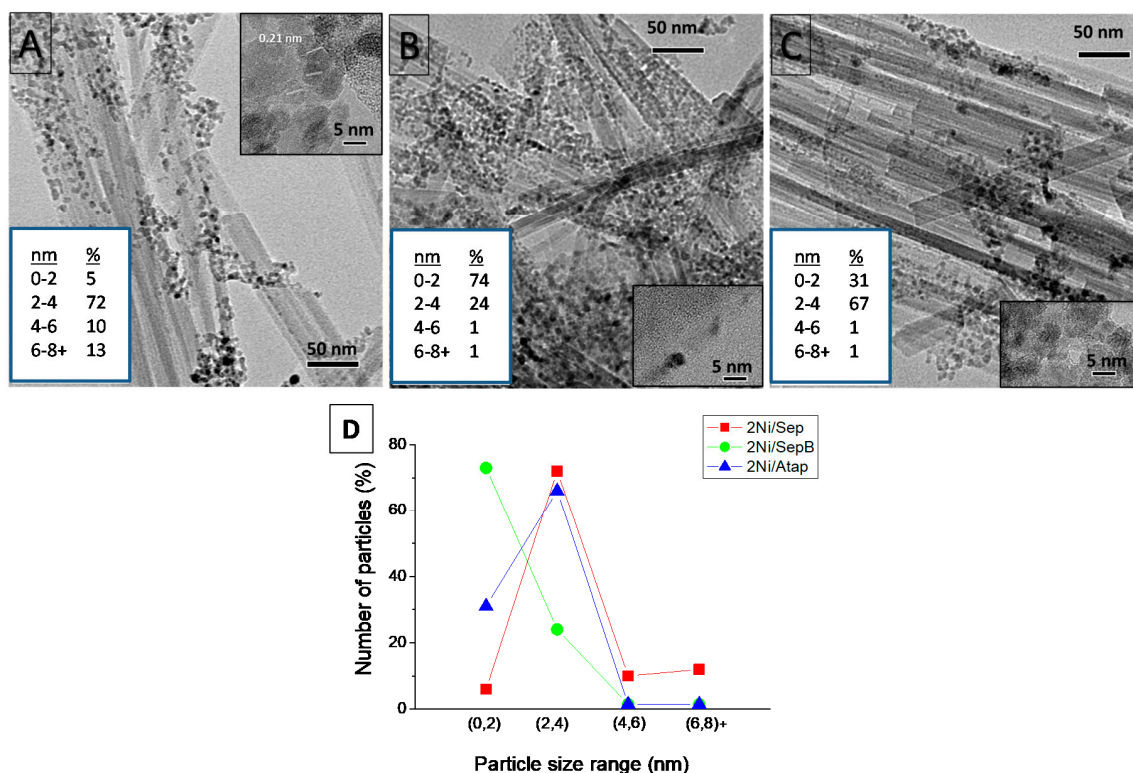 A
0.21 nm
5 nm
nm %
0-2 5
2-4 72
4-6 10
6-8+ 13
50 nm
B
50 nm
nm %
0-2 74
2-4 24
4-6 1
6-8+ 1
5 nm
C
50 nm
nm %
0-2 31
2-4 67
4-6 1
6-8+ 1
5 nm
D
2Ni/Sep
2Ni/SepB
2Ni/Atap
Number of particles (%)
80
60
40
20
0
(0,2) (2,4) (4,6) (6,8)+
Particle size range (nm)